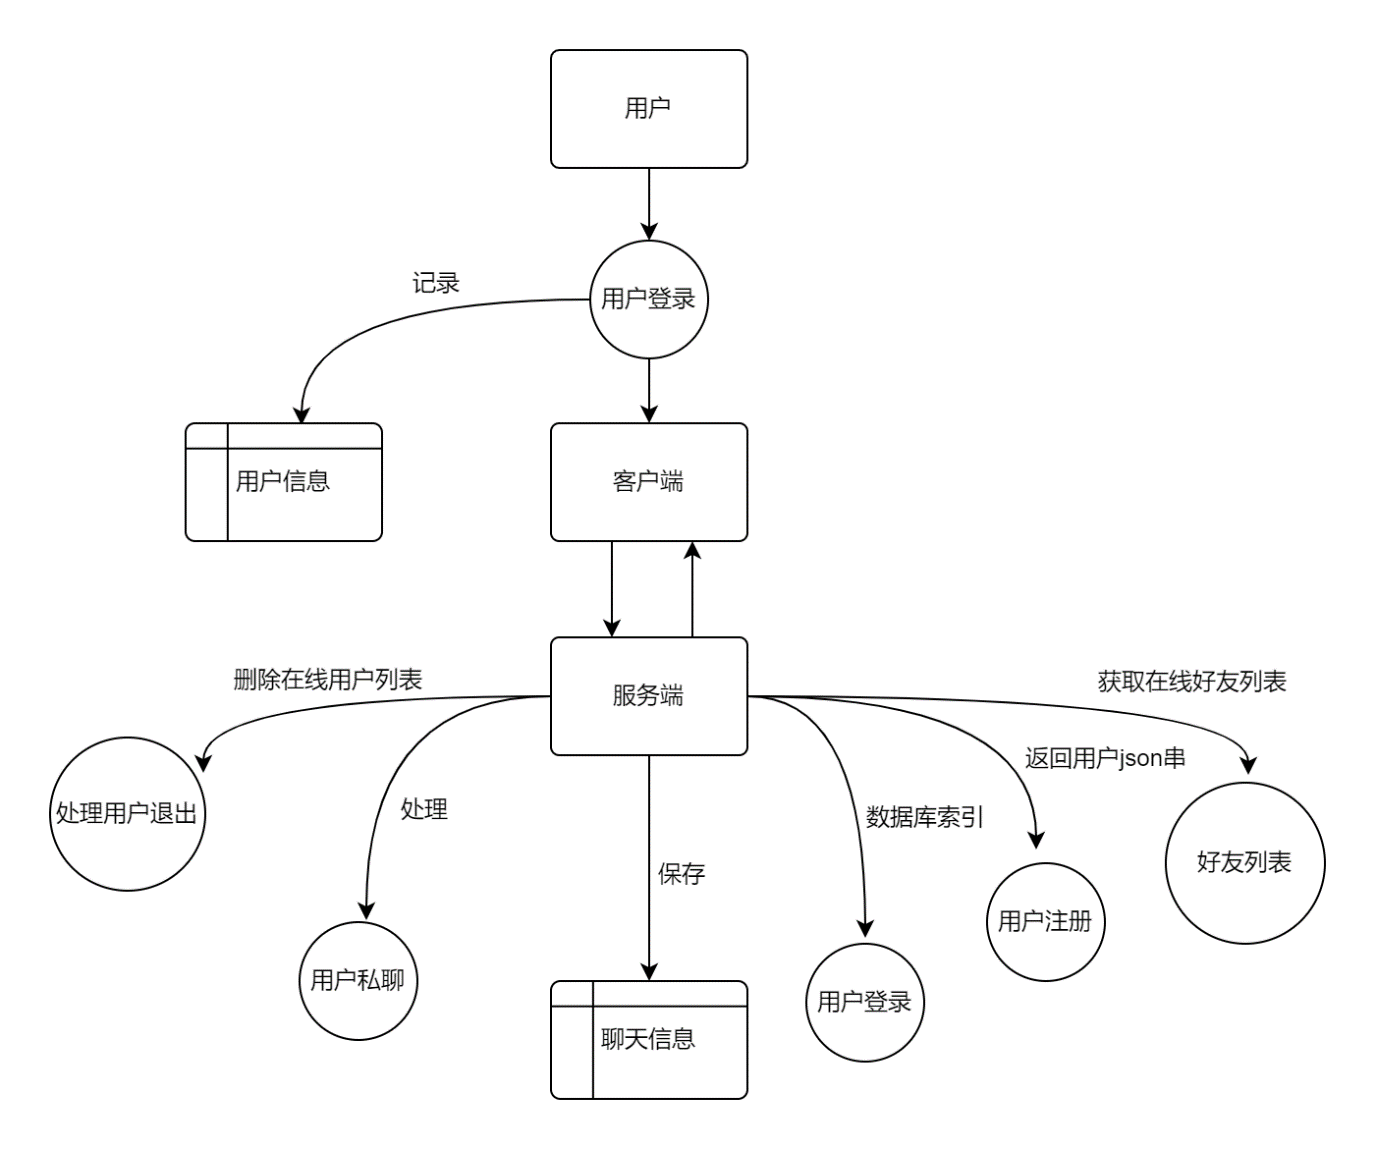 用户
记录
用户登录
用户信息
客户端
删除在线用户列表
服务端
获取在线好友列表
返回用户json串
处理用户退出
处理
数据库索引
好友列表
保存
用户注册
用户私聊
用户登录
聊天信息